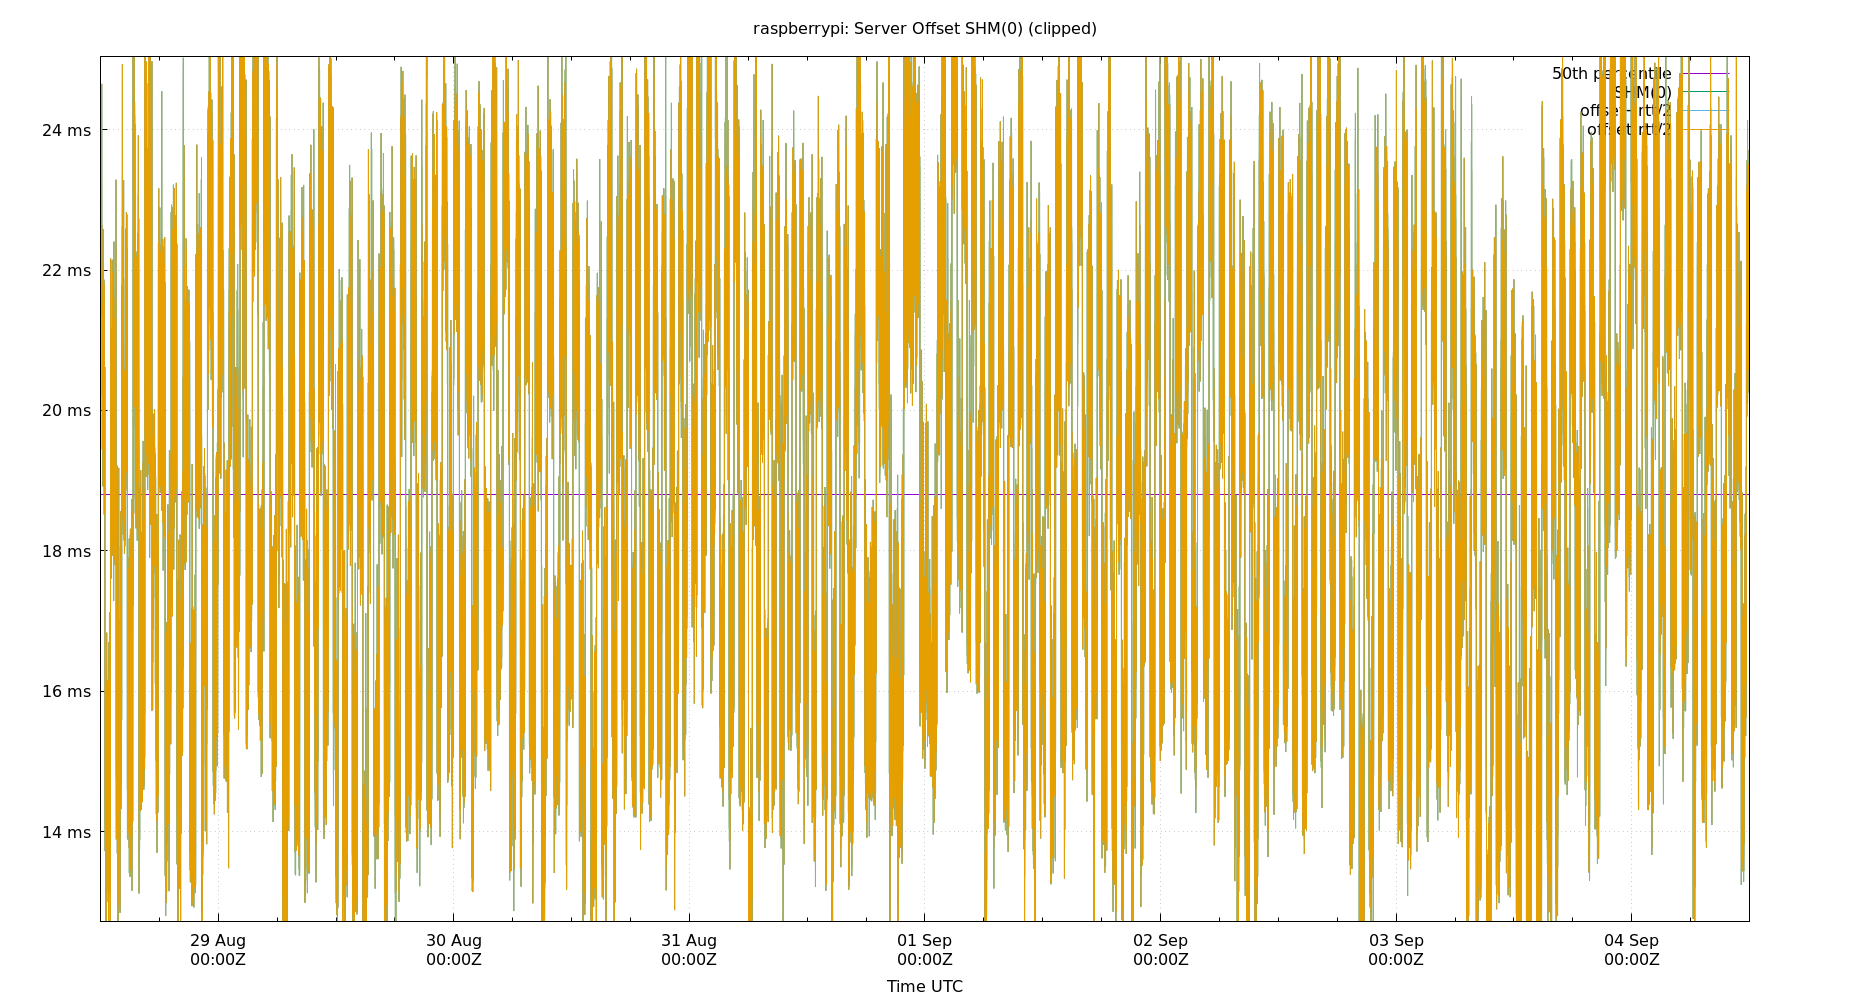 raspberrypi: Server Offset SHM(0) (clipped)
50th percentile
SHM(0)
offset-rtt/2
offset+rtt/2
24 ms
22 ms
20 ms
18 ms
16 ms
14 ms
29 Aug
00:00Z
30 Aug
00:00Z
31 Aug
00:00Z
01 Sep
00:00Z
02 Sep
00:00Z
03 Sep
00:00Z
04 Sep
00:00Z
Time UTC